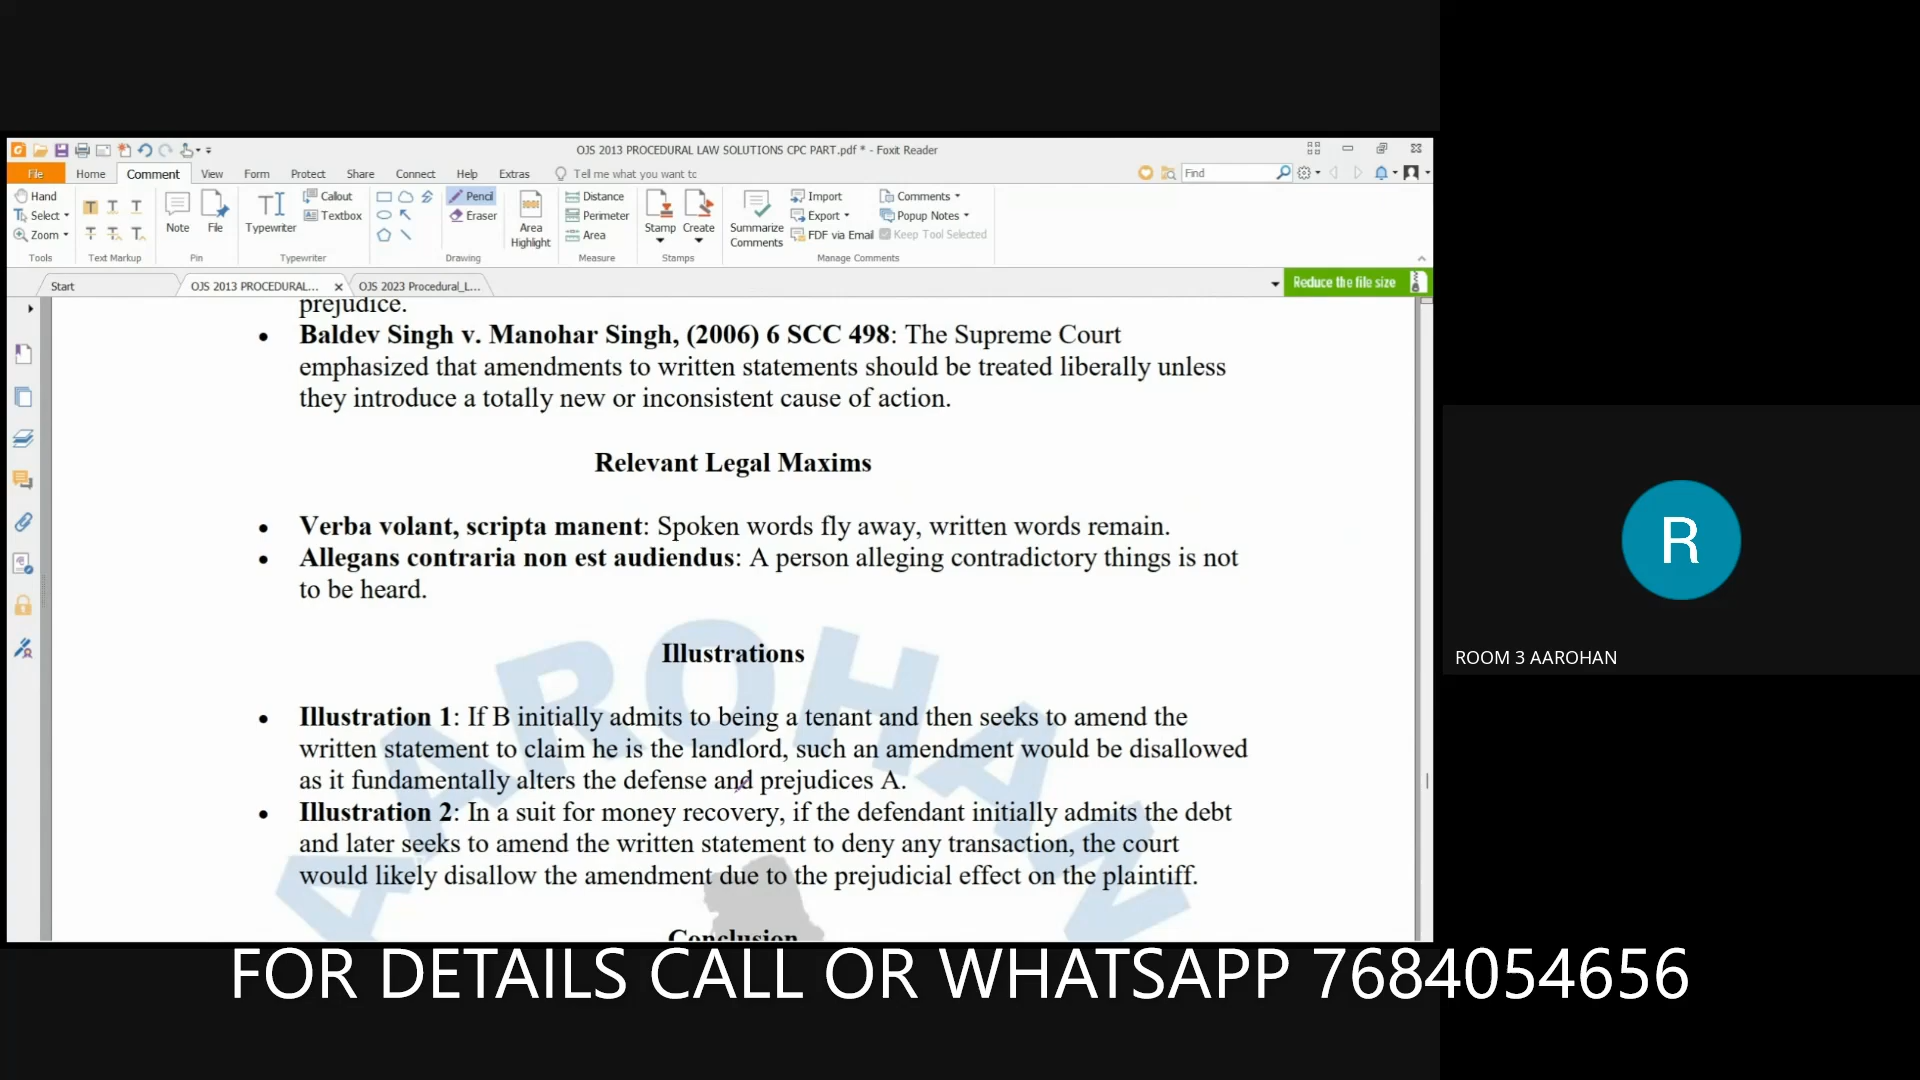 OJS 2013 PROCEDURAL LAW SOLUTIONS CPC PART.pdf * - Foxit Reader
File Home Comment View Form Protect Share Connect Help Extras Tell me what you want tc Find
Hand
Select
Zoom
Tools
Text Markup
Note
File
Pin
Typewriter
Callout
Textbox
Typewriter
Pencil
Eraser
Drawing
Area
Highlight
Distance
Perimeter
Area
Measure
Stamp
Create
Stamps
Summarize
Comments
Import
Export
FDF via Email
Comments
Popup Notes
Keep Tool Selected
Manage Comments
Start OJS 2013 PROCEDURAL... OJS 2023 Procedural_L... Reduce the file size
prejudice.
• Baldev Singh v. Manohar Singh, (2006) 6 SCC 498: The Supreme Court
emphasized that amendments to written statements should be treated liberally unless
they introduce a totally new or inconsistent cause of action.
Relevant Legal Maxims
• Verba volant, scripta manent: Spoken words fly away, written words remain.
• Allegans contraria non est audiendus: A person alleging contradictory things is not
to be heard.
Illustrations
• Illustration 1: If B initially admits to being a tenant and then seeks to amend the
written statement to claim he is the landlord, such an amendment would be disallowed
as it fundamentally alters the defense and prejudices A.
• Illustration 2: In a suit for money recovery, if the defendant initially admits the debt
and later seeks to amend the written statement to deny any transaction, the court
would likely disallow the amendment due to the prejudicial effect on the plaintiff.
Conclusion
AAROHAN
R
ROOM 3 AAROHAN
FOR DETAILS CALL OR WHATSAPP 7684054656